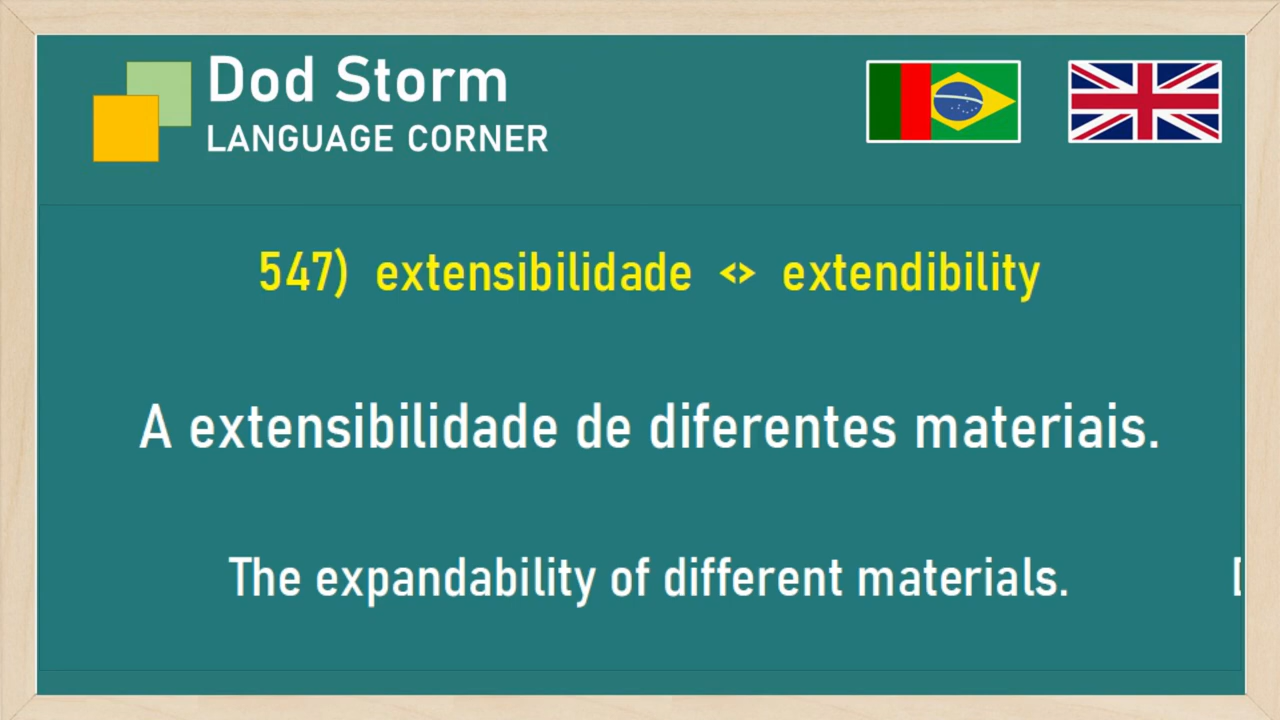 Dod Storm
LANGUAGE CORNER
547) extensibilidade <> extendibility
A extensibilidade de diferentes materiais.
The expandability of different materials.